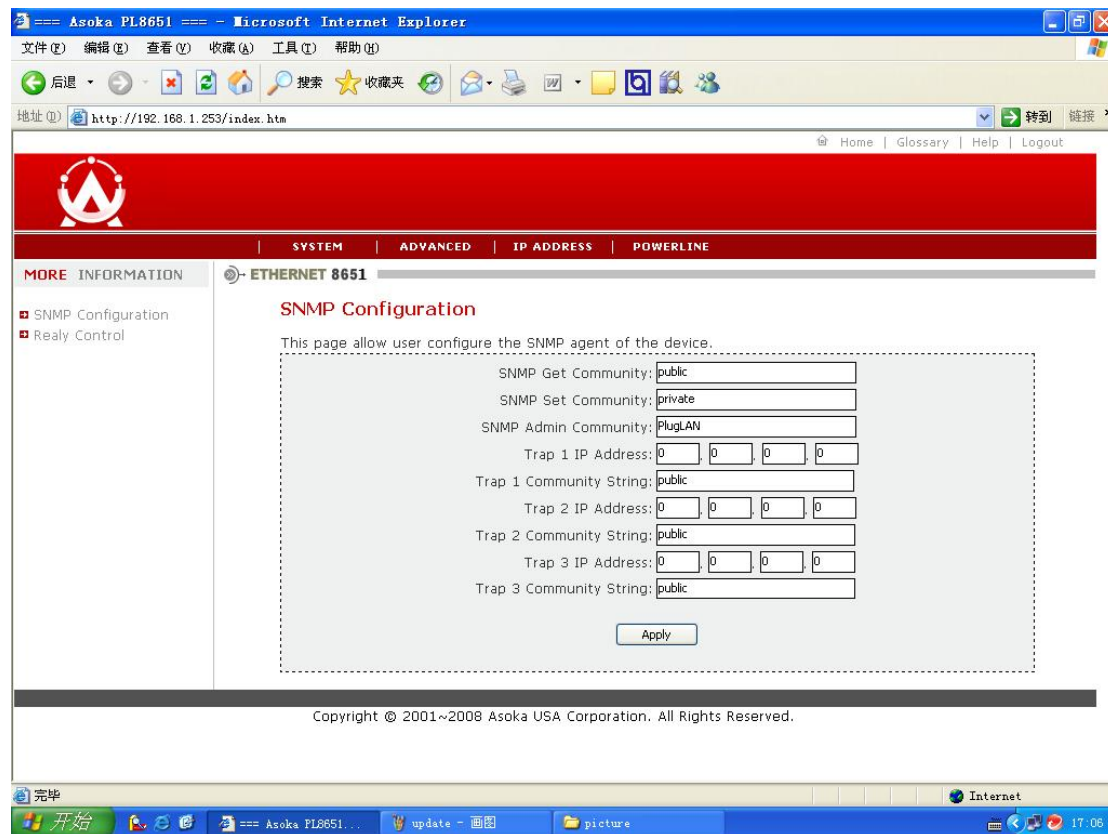 === Asoka PL8651 === - Microsoft Internet Explorer
文件(F) 编辑(E) 查看(V) 收藏(A) 工具(T) 帮助(H)
后退 搜索 收藏夹
地址(D) http://192.168.1.253/index.htm 转到 链接
Home | Glossary | Help | Logout
| SYSTEM | ADVANCED | IP ADDRESS | POWERLINE
MORE INFORMATION
SNMP Configuration
Realy Control
ETHERNET 8651
SNMP Configuration
This page allow user configure the SNMP agent of the device.
SNMP Get Community: public
SNMP Set Community: private
SNMP Admin Community: PlugLAN
Trap 1 IP Address: 0 . 0 . 0 . 0
Trap 1 Community String: public
Trap 2 IP Address: 0 . 0 . 0 . 0
Trap 2 Community String: public
Trap 3 IP Address: 0 . 0 . 0 . 0
Trap 3 Community String: public
Apply
Copyright © 2001~2008 Asoka USA Corporation. All Rights Reserved.
完毕 Internet
开始 === Asoka PL8651... update - 画图 picture 17:06